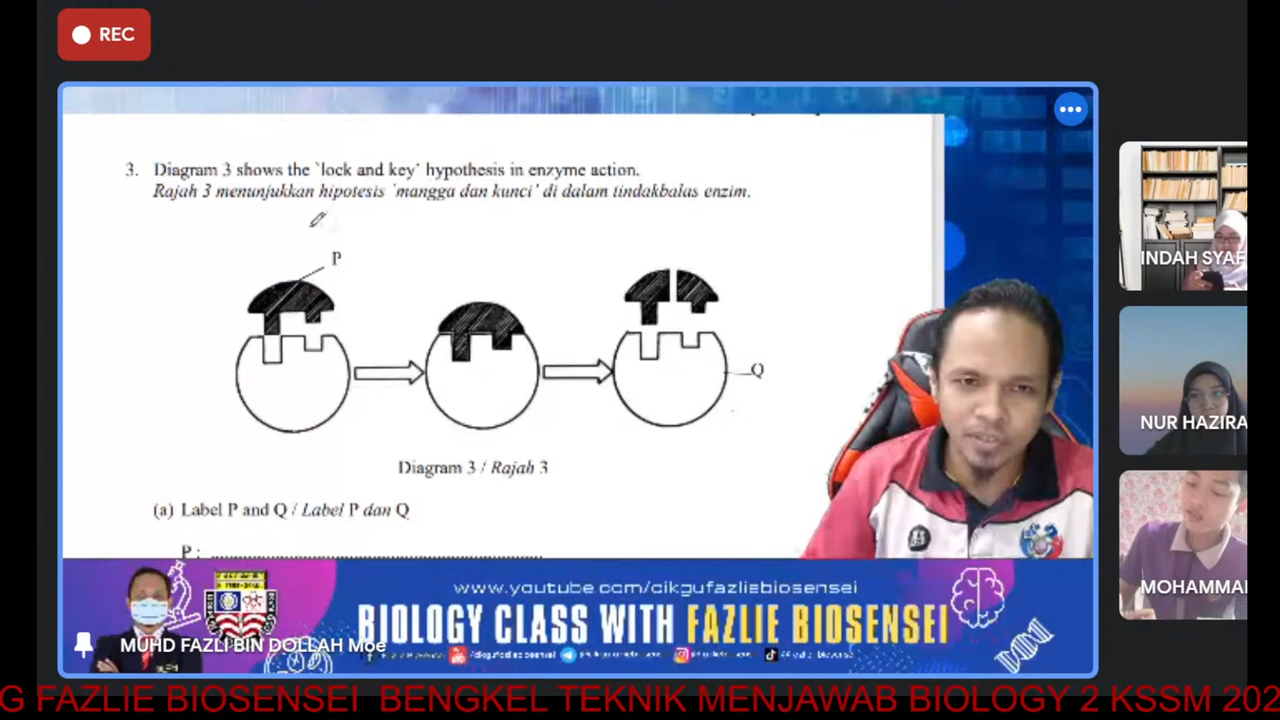 REC
3. Diagram 3 shows the `lock and key' hypothesis in enzyme action.
Rajah 3 menunjukkan hipotesis `mangga dan kunci' di dalam tindakbalas enzim.
P
Q
Diagram 3 / Rajah 3
(a) Label P and Q / Label P dan Q
P : ..........................................................................
INDAH SYAF
NUR HAZIRA
MOHAMMA
www.youtube.com/cikgufazliebiosensei
BIOLOGY CLASS WITH FAZLIE BIOSENSEI
MUHD FAZLI BIN DOLLAH Moe
/cikgufazliebiosensei
G FAZLIE BIOSENSEI BENGKEL TEKNIK MENJAWAB BIOLOGY 2 KSSM 202